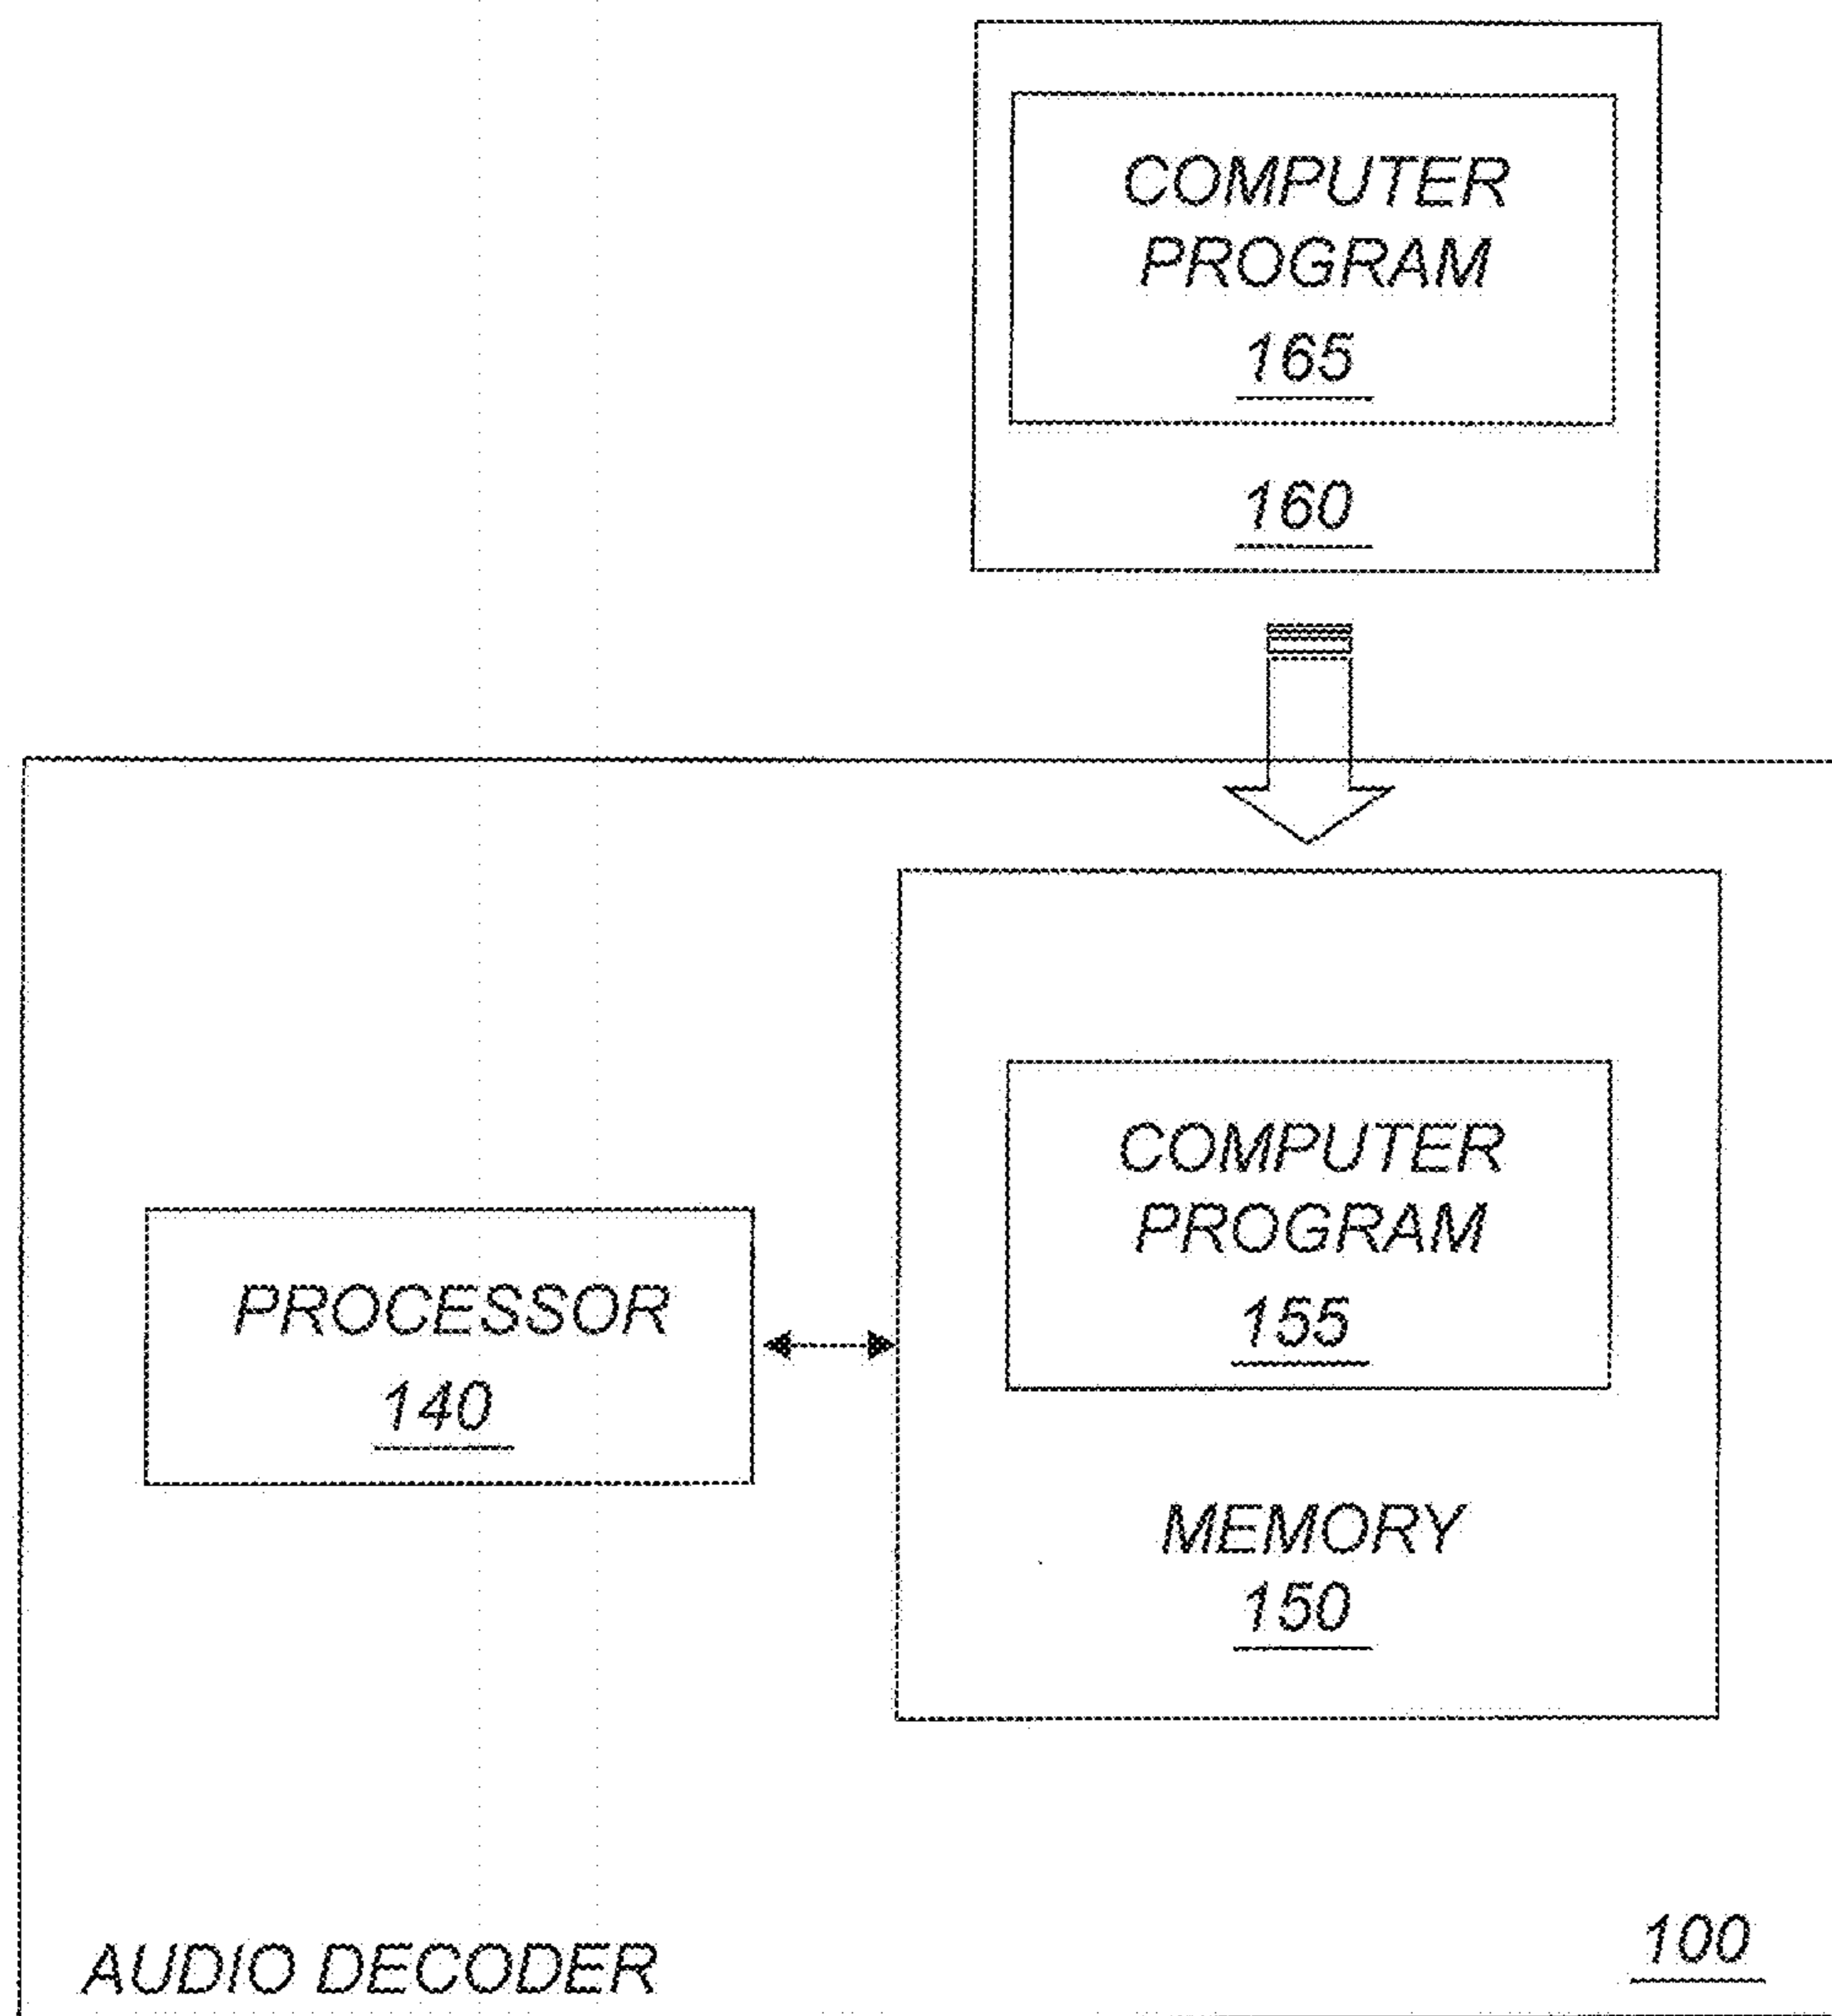 COMPUTER
PROGRAM
165
160
COMPUTER
PROGRAM
155
PROCESSOR
140
MEMORY
150
100
AUDIO DECODER